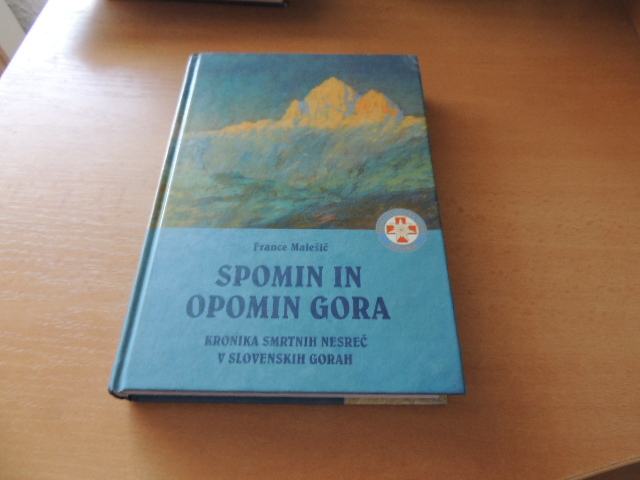 France Malešič
SPOMIN IN
OPOMIN GORA
KRONIKA SMRTNIH NESREČ
V SLOVENSKIH GORAH